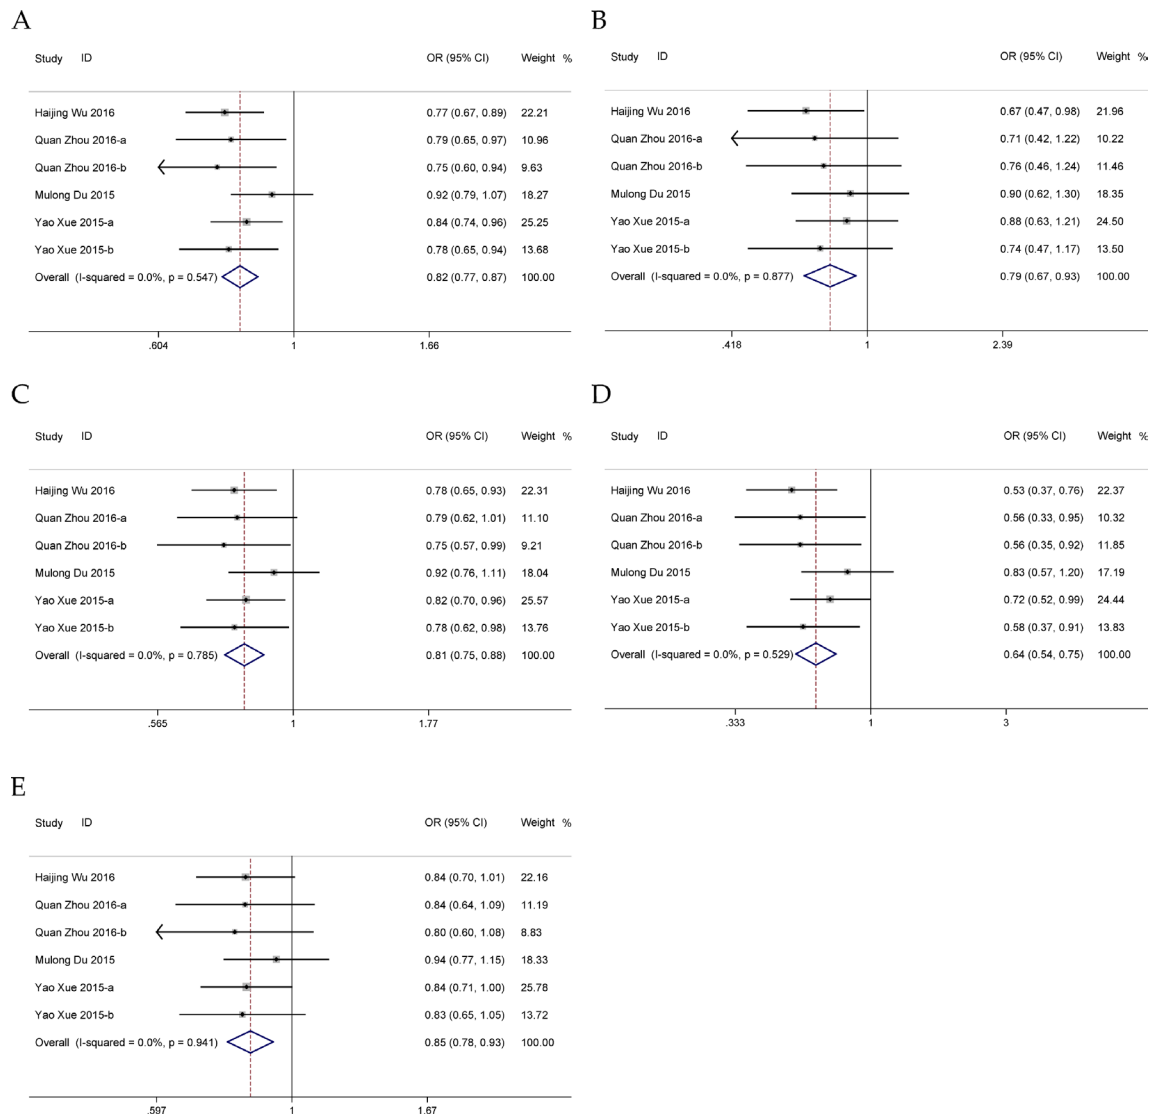 A
Study ID OR (95% CI) Weight %
Haijing Wu 2016 0.77 (0.67, 0.89) 22.21
Quan Zhou 2016-a 0.79 (0.65, 0.97) 10.96
Quan Zhou 2016-b 0.75 (0.60, 0.94) 9.63
Mulong Du 2015 0.92 (0.79, 1.07) 18.27
Yao Xue 2015-a 0.84 (0.74, 0.96) 25.25
Yao Xue 2015-b 0.78 (0.65, 0.94) 13.68
Overall (I-squared = 0.0%, p = 0.547) 0.82 (0.77, 0.87) 100.00
.604 1 1.66
B
Study ID OR (95% CI) Weight %
Haijing Wu 2016 0.67 (0.47, 0.98) 21.96
Quan Zhou 2016-a 0.71 (0.42, 1.22) 10.22
Quan Zhou 2016-b 0.76 (0.46, 1.24) 11.46
Mulong Du 2015 0.90 (0.62, 1.30) 18.35
Yao Xue 2015-a 0.88 (0.63, 1.21) 24.50
Yao Xue 2015-b 0.74 (0.47, 1.17) 13.50
Overall (I-squared = 0.0%, p = 0.877) 0.79 (0.67, 0.93) 100.00
.418 1 2.39
C
Study ID OR (95% CI) Weight %
Haijing Wu 2016 0.78 (0.65, 0.93) 22.31
Quan Zhou 2016-a 0.79 (0.62, 1.01) 11.10
Quan Zhou 2016-b 0.75 (0.57, 0.99) 9.21
Mulong Du 2015 0.92 (0.76, 1.11) 18.04
Yao Xue 2015-a 0.82 (0.70, 0.96) 25.57
Yao Xue 2015-b 0.78 (0.62, 0.98) 13.76
Overall (I-squared = 0.0%, p = 0.785) 0.81 (0.75, 0.88) 100.00
.565 1 1.77
D
Study ID OR (95% CI) Weight %
Haijing Wu 2016 0.53 (0.37, 0.76) 22.37
Quan Zhou 2016-a 0.56 (0.33, 0.95) 10.32
Quan Zhou 2016-b 0.56 (0.35, 0.92) 11.85
Mulong Du 2015 0.83 (0.57, 1.20) 17.19
Yao Xue 2015-a 0.72 (0.52, 0.99) 24.44
Yao Xue 2015-b 0.58 (0.37, 0.91) 13.83
Overall (I-squared = 0.0%, p = 0.529) 0.64 (0.54, 0.75) 100.00
.333 1 3
E
Study ID OR (95% CI) Weight %
Haijing Wu 2016 0.84 (0.70, 1.01) 22.16
Quan Zhou 2016-a 0.84 (0.64, 1.09) 11.19
Quan Zhou 2016-b 0.80 (0.60, 1.08) 8.83
Mulong Du 2015 0.94 (0.77, 1.15) 18.33
Yao Xue 2015-a 0.84 (0.71, 1.00) 25.78
Yao Xue 2015-b 0.83 (0.65, 1.05) 13.72
Overall (I-squared = 0.0%, p = 0.941) 0.85 (0.78, 0.93) 100.00
.597 1 1.67